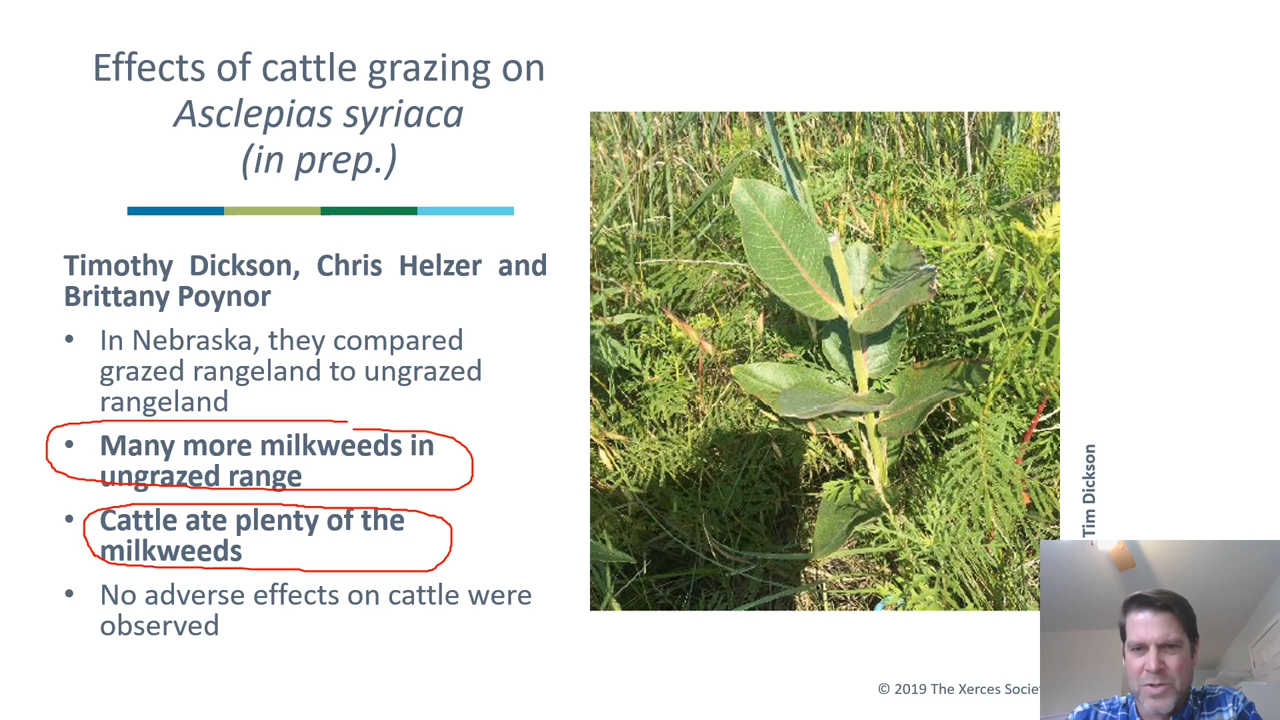 Effects of cattle grazing on
Asclepias syriaca
(in prep.)
Timothy Dickson, Chris Helzer and
Brittany Poynor
• In Nebraska, they compared
grazed rangeland to ungrazed
rangeland
• Many more milkweeds in
ungrazed range
• Cattle ate plenty of the
milkweeds
• No adverse effects on cattle were
observed
Tim Dickson
© 2019 The Xerces